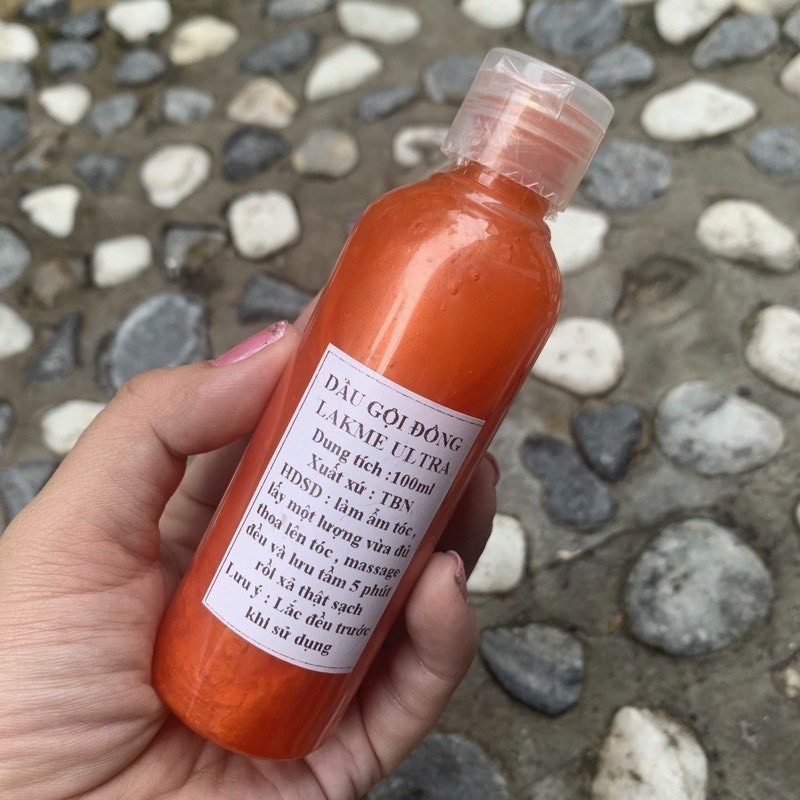 DẦU GỘI ĐÔNG
LAKME ULTRA
Dung tích :100ml
Xuất xứ : TBN
HDSD : làm ẩm tóc ,
lấy một lượng vừa đủ
thoa lên tóc , massage
đều và lưu tầm 5 phút
rồi xả thật sạch
Lưu ý : Lắc đều trước
khi sử dụng